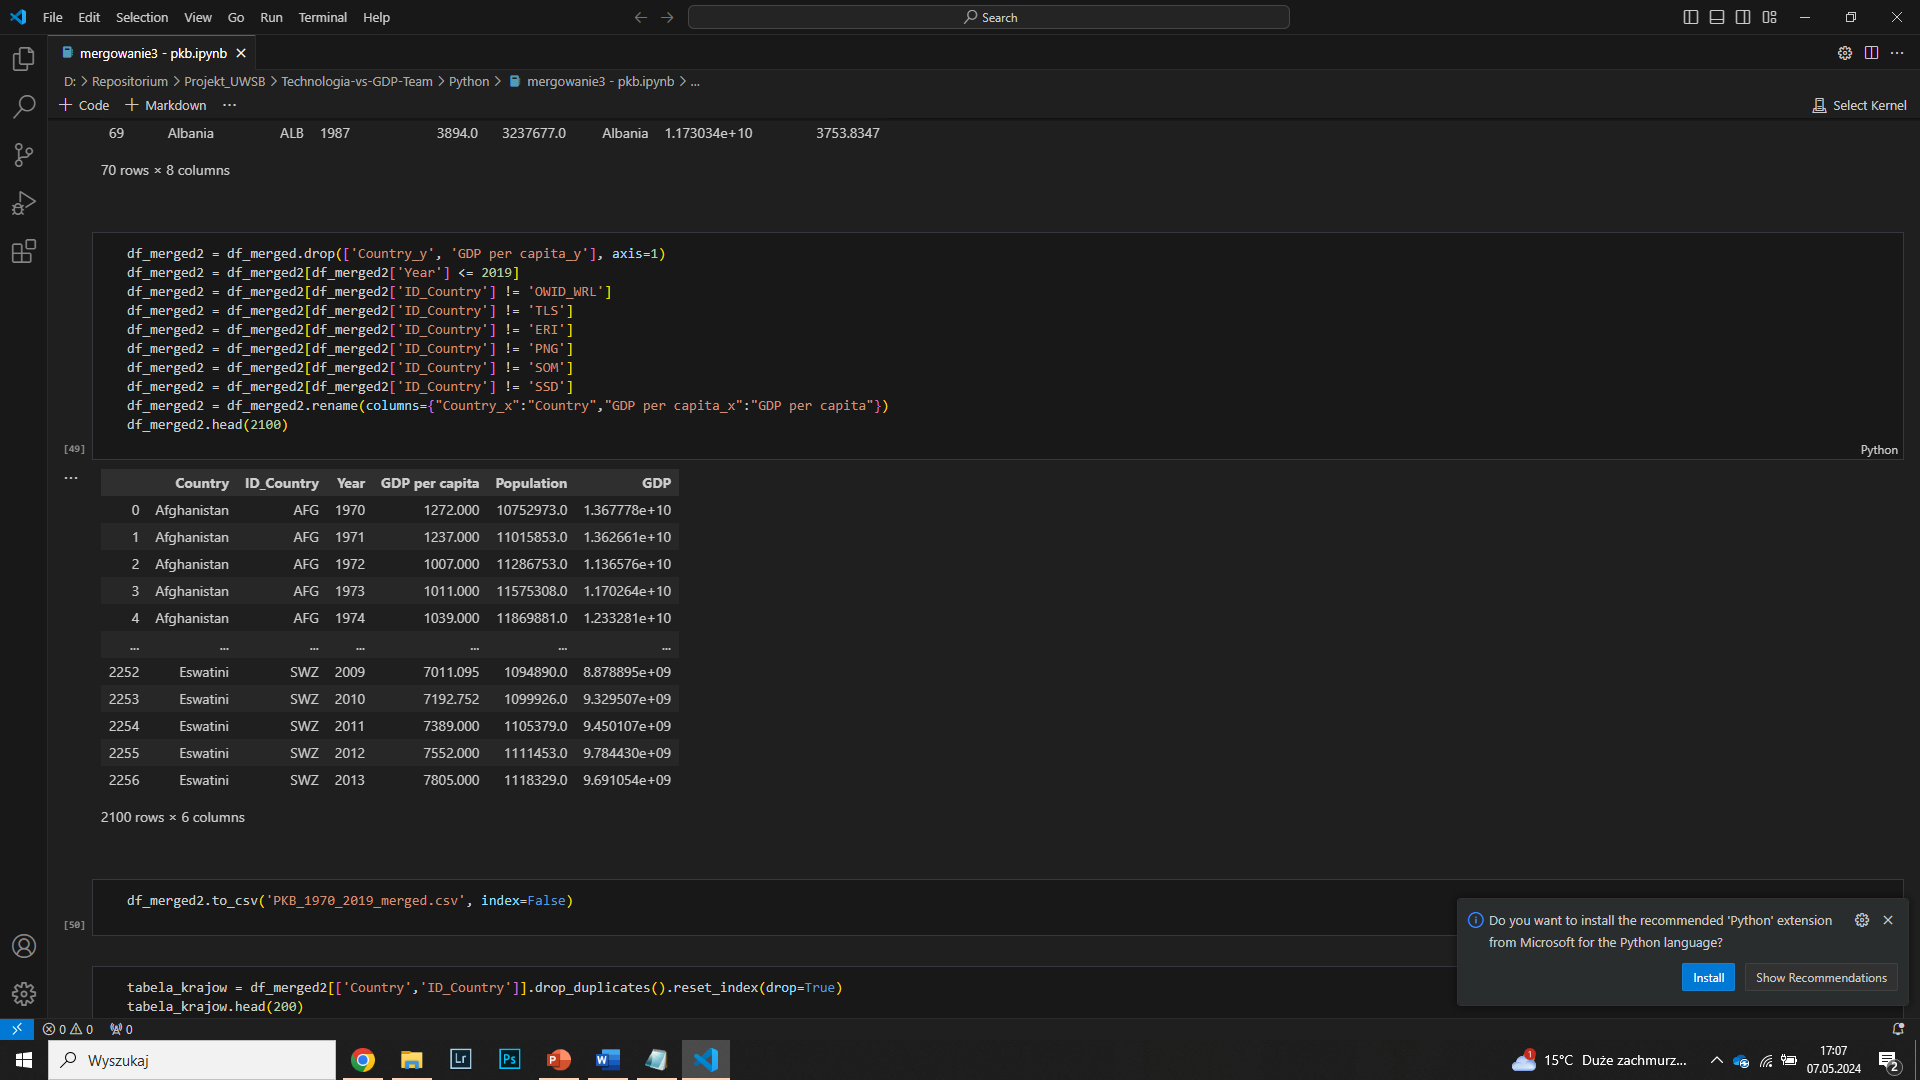 File Edit Selection View Go Run Terminal Help
Search
mergowanie3 - pkb.ipynb
D: > Repositorium > Projekt_UWSB > Technologia-vs-GDP-Team > Python > mergowanie3 - pkb.ipynb > ...
+ Code + Markdown ...
Select Kernel
69 Albania ALB 1987 3894.0 3237677.0 Albania 1.173034e+10 3753.8347
70 rows × 8 columns
df_merged2 = df_merged.drop(['Country_y', 'GDP per capita_y'], axis=1)
df_merged2 = df_merged2[df_merged2['Year'] <= 2019]
df_merged2 = df_merged2[df_merged2['ID_Country'] != 'OWID_WRL']
df_merged2 = df_merged2[df_merged2['ID_Country'] != 'TLS']
df_merged2 = df_merged2[df_merged2['ID_Country'] != 'ERI']
df_merged2 = df_merged2[df_merged2['ID_Country'] != 'PNG']
df_merged2 = df_merged2[df_merged2['ID_Country'] != 'SOM']
df_merged2 = df_merged2[df_merged2['ID_Country'] != 'SSD']
df_merged2 = df_merged2.rename(columns={"Country_x":"Country","GDP per capita_x":"GDP per capita"})
df_merged2.head(2100)
[49]
Python
...
Country ID_Country Year GDP per capita Population GDP
0 Afghanistan AFG 1970 1272.000 10752973.0 1.367778e+10
1 Afghanistan AFG 1971 1237.000 11015853.0 1.362661e+10
2 Afghanistan AFG 1972 1007.000 11286753.0 1.136576e+10
3 Afghanistan AFG 1973 1011.000 11575308.0 1.170264e+10
4 Afghanistan AFG 1974 1039.000 11869881.0 1.233281e+10
... ... ... ... ... ... ...
2252 Eswatini SWZ 2009 7011.095 1094890.0 8.878895e+09
2253 Eswatini SWZ 2010 7192.752 1099926.0 9.329507e+09
2254 Eswatini SWZ 2011 7389.000 1105379.0 9.450107e+09
2255 Eswatini SWZ 2012 7552.000 1111453.0 9.784430e+09
2256 Eswatini SWZ 2013 7805.000 1118329.0 9.691054e+09
2100 rows × 6 columns
df_merged2.to_csv('PKB_1970_2019_merged.csv', index=False)
[50]
Do you want to install the recommended 'Python' extension
from Microsoft for the Python language?
Install Show Recommendations
tabela_krajow = df_merged2[['Country','ID_Country']].drop_duplicates().reset_index(drop=True)
tabela_krajow.head(200)
0 0 0
Wyszukaj
Lr
Ps
P
W
1
15°C Duże zachmurz...
17:07
07.05.2024
2